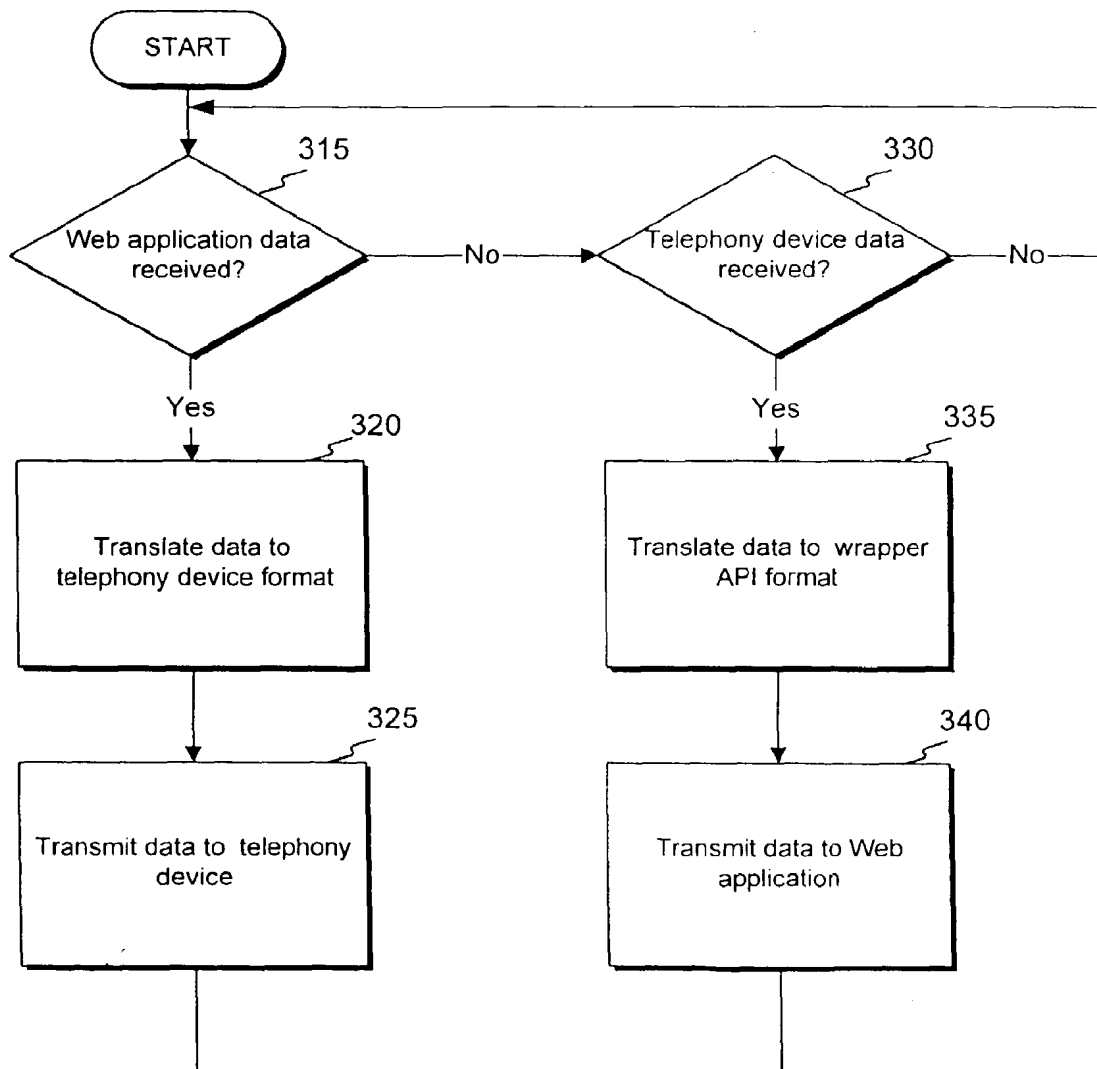 START
315
330
Web application data
received?
No
Telephony device data
received?
No
Yes
Yes
320
335
Translate data to
telephony device format
Translate data to wrapper
API format
325
340
Transmit data to telephony
device
Transmit data to Web
application